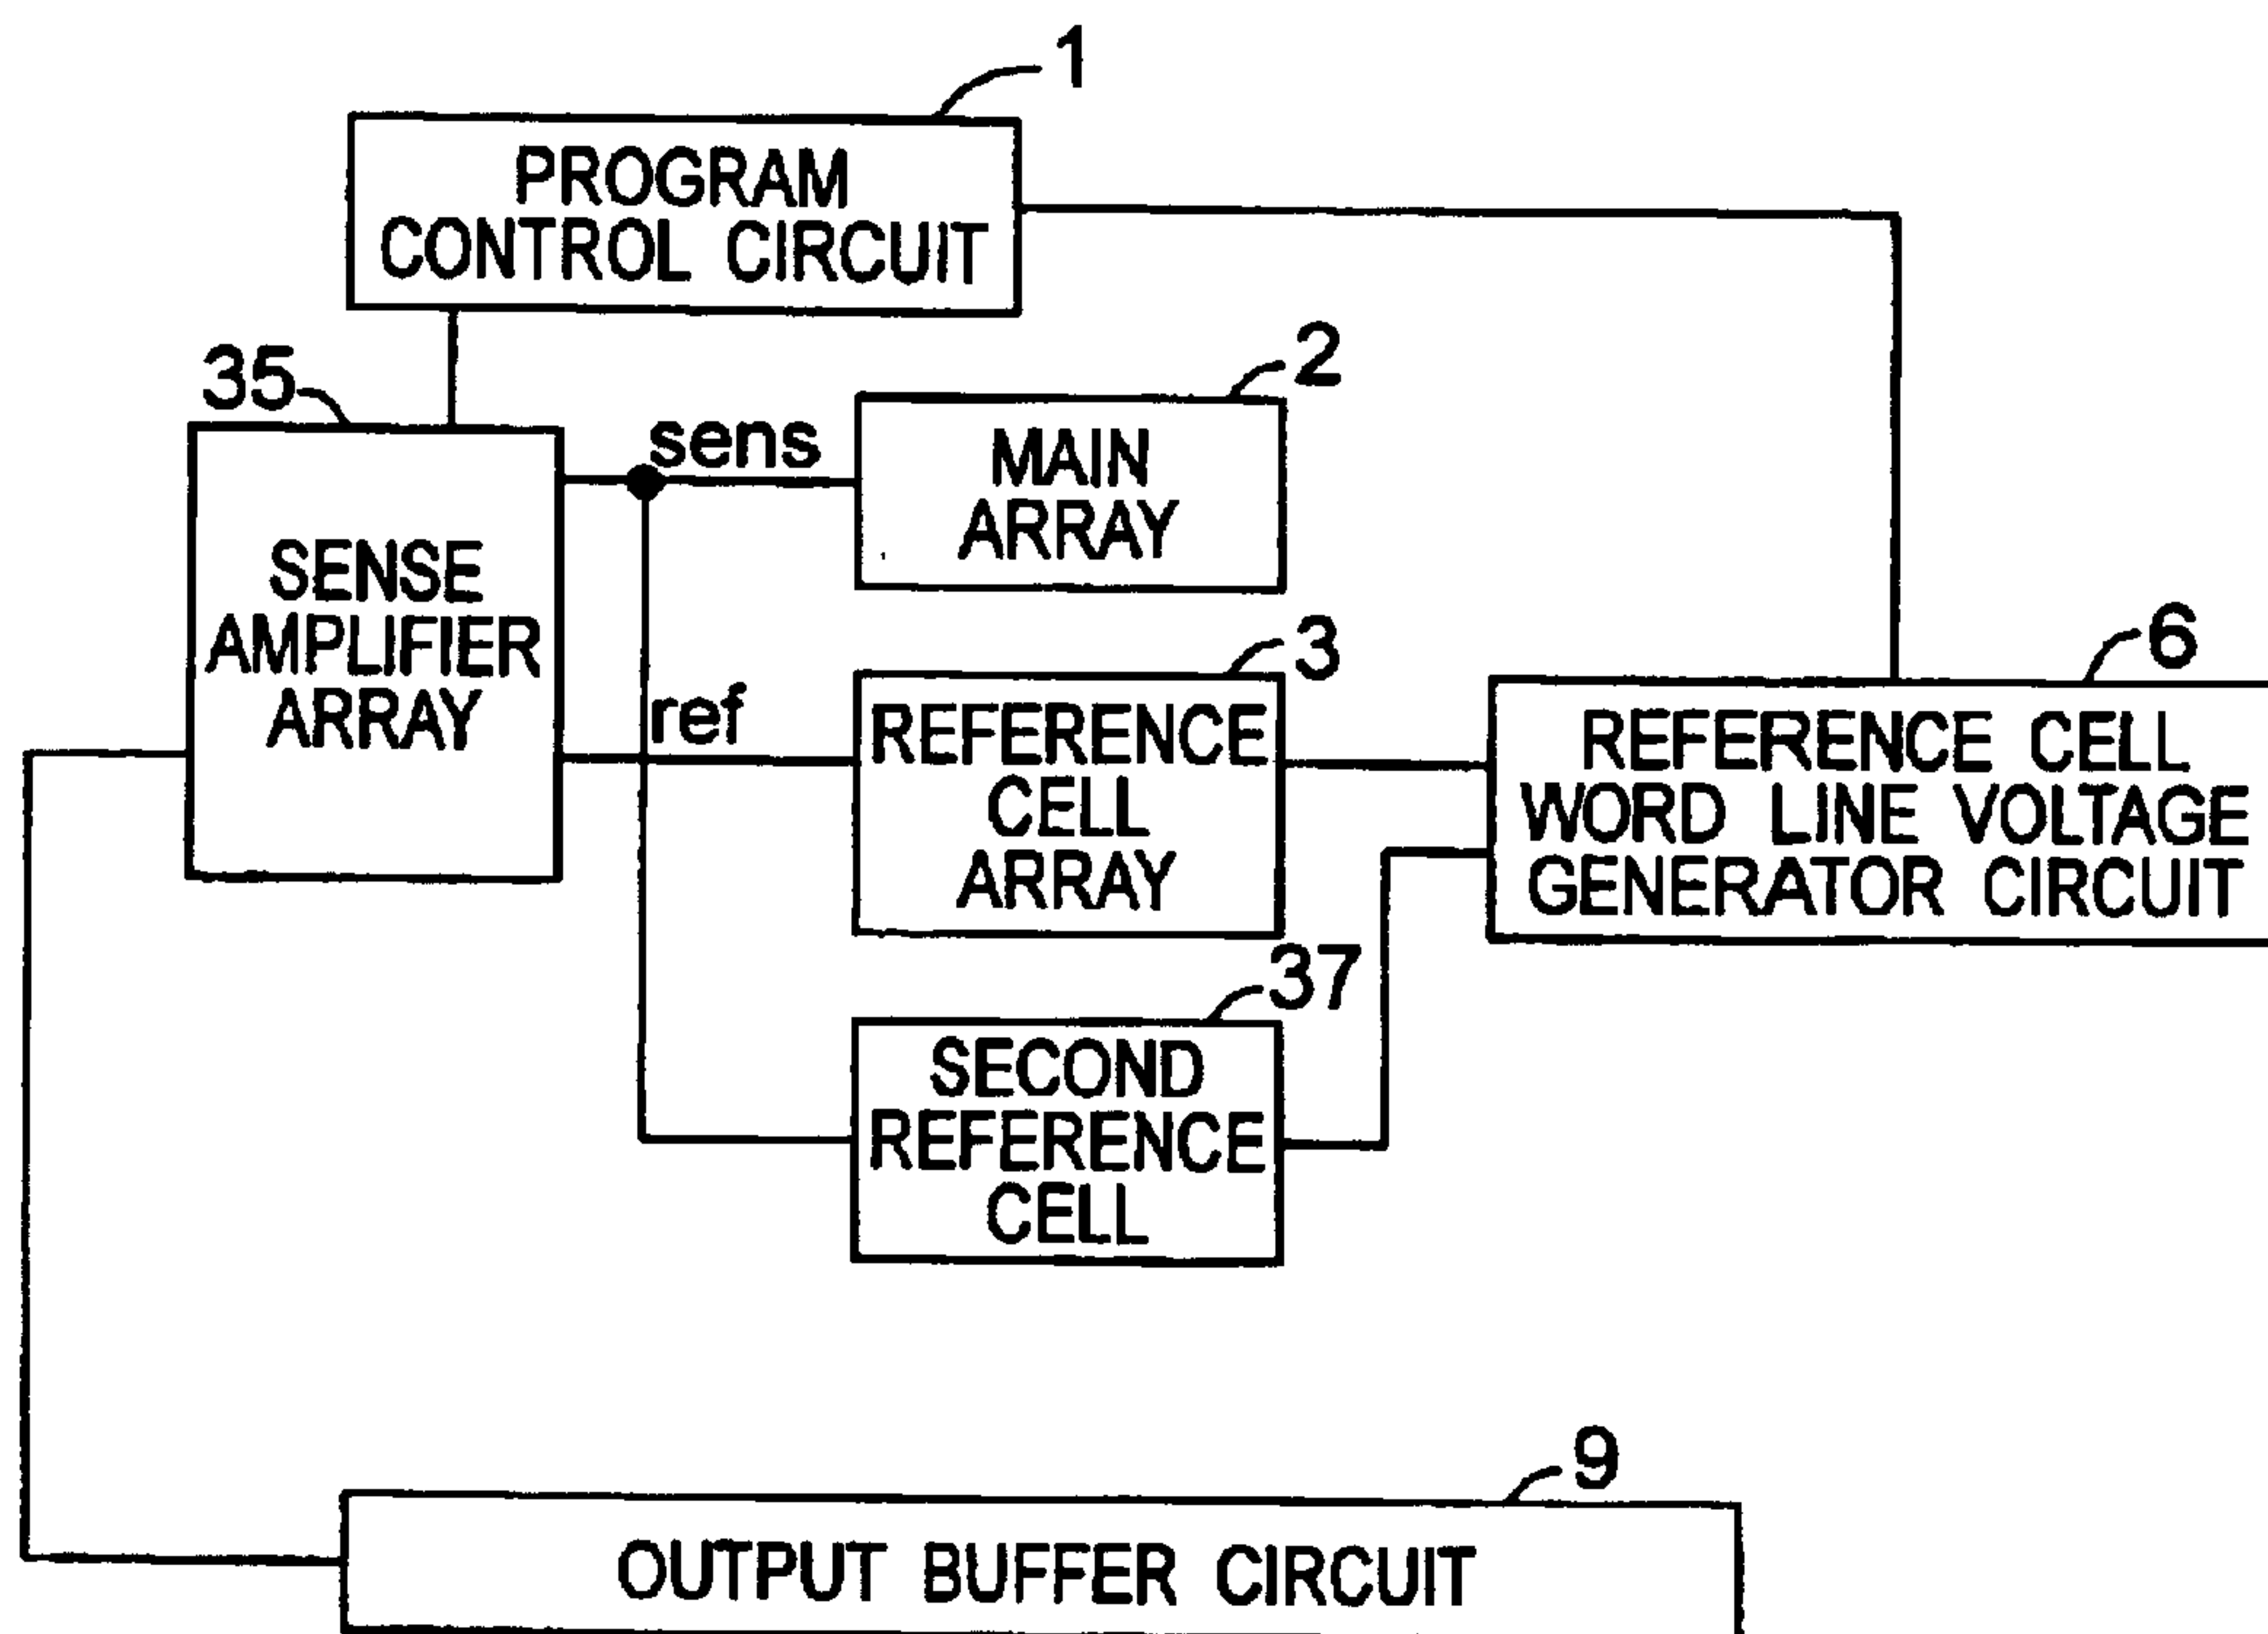 1
PROGRAM
CONTROL CIRCUIT
35
SENSE
AMPLIFIER
ARRAY
sens
2
MAIN
ARRAY
ref
3
REFERENCE
CELL
ARRAY
6
REFERENCE CELL
WORD LINE VOLTAGE
GENERATOR CIRCUIT
37
SECOND
REFERENCE
CELL
9
OUTPUT BUFFER CIRCUIT